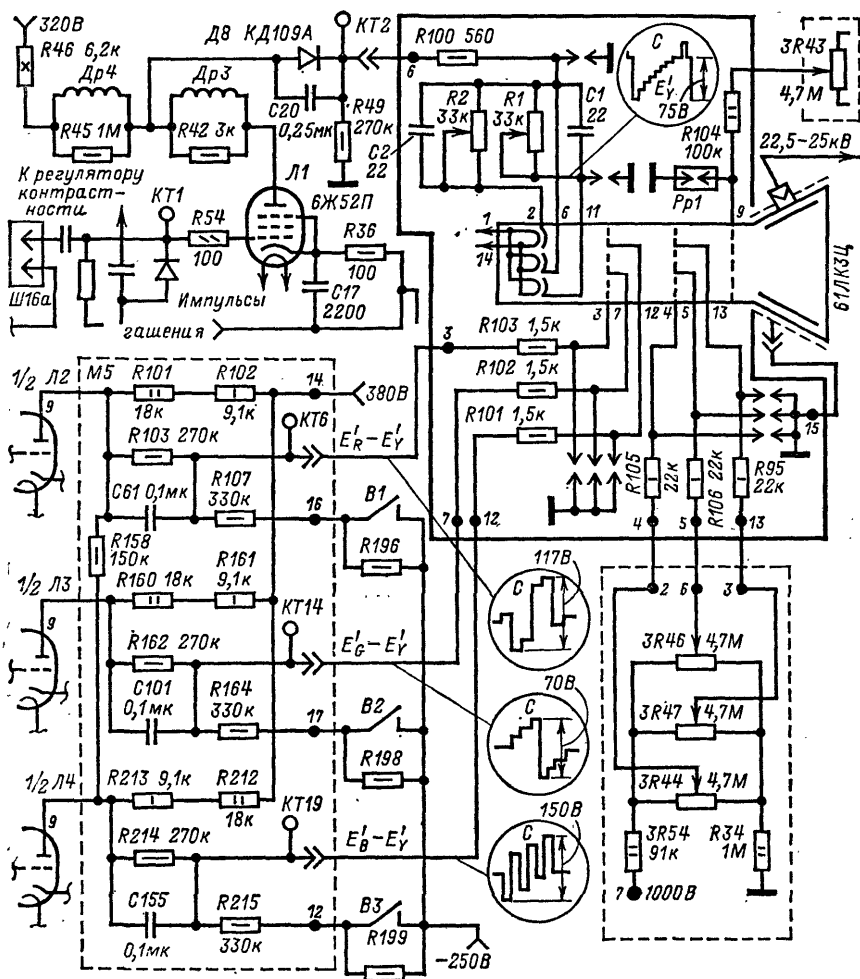 320В
R46 6,2к
Др4
R45 1М
Др3
R42 3к
Д8 КД109А
КТ2
С20
0,25мк
R49
270к
6
R100 560
С2
22
R2
33к
R1
33к
С1
22
С
E'Y
75В
3R43
4,7М
R104
100к
22,5-25кВ
Рр1
К регулятору
контраст-
ности
КТ1
Ш16а
R54
100
Л1
6Ж52П
R36
100
С17
2200
Импульсы
гашения
1
14
2
6
11
9
3
7
12
4
5
13
61ЛК3Ц
3
R103 1,5к
R102 1,5к
R101 1,5к
15
R105
22к
R106 22к
R95
22к
7
12
4
5
13
1/2 Л2
9
М5
R101
18к
R102
9,1к
14
380В
R103 270к
КТ6
E'R-E'Y
С61 0,1мк
R107
330к
16
В1
R196
R158
150к
1/2 Л3
9
R160 18к
R161
9,1к
КТ14
R162 270к
E'G-E'Y
С101
0,1мк
R164
330к
17
В2
R198
1/2 Л4
9
R213 9,1к
R212
18к
КТ19
R214 270к
E'B-E'Y
С155
0,1мк
R215
330к
12
В3
R199
-250В
117В
С
70В
С
150В
С
2
6
3
3R46
4,7М
3R47
4,7М
3R44
4,7М
3R54
91к
R34
1М
7
1000В